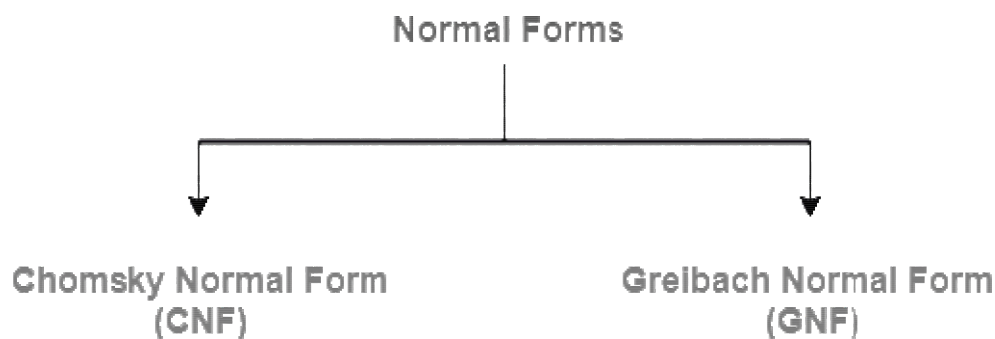 Normal Forms
Chomsky Normal Form
(CNF)
Greibach Normal Form
(GNF)